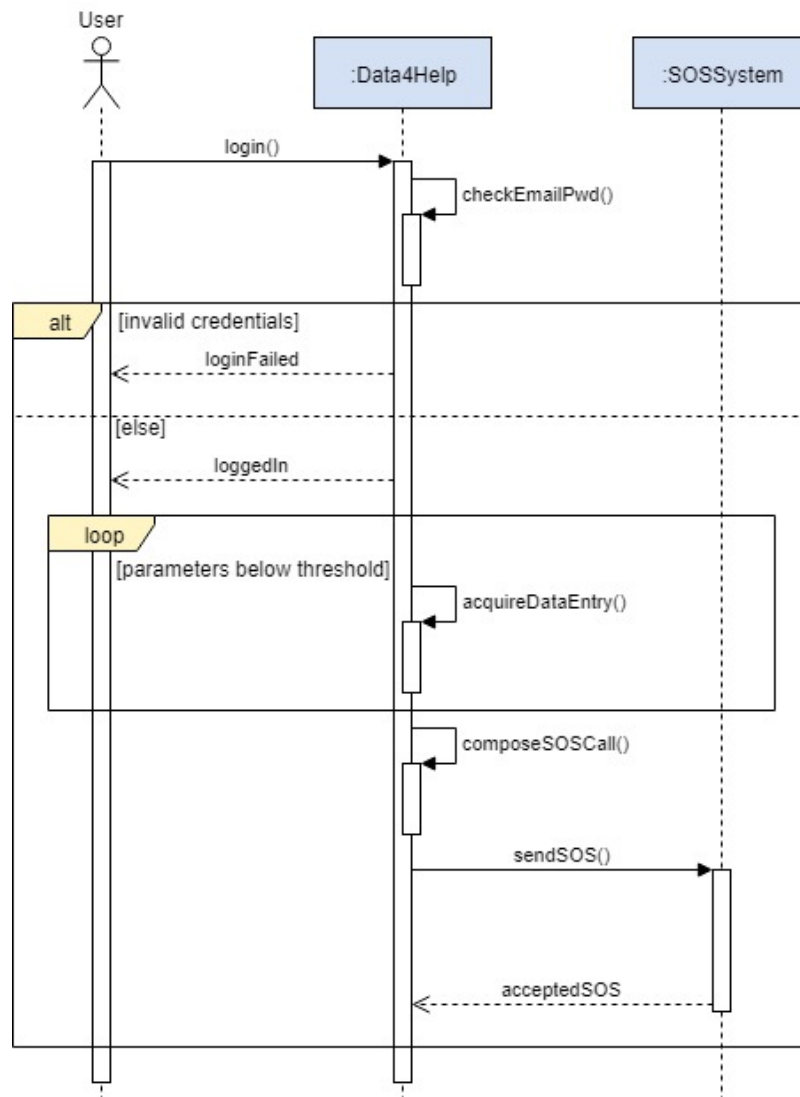 User
:Data4Help
:SOSSystem
login()
checkEmailPwd()
alt
[invalid credentials]
loginFailed
[else]
loggedIn
loop
[parameters below threshold]
acquireDataEntry()
composeSOSCall()
sendSOS()
acceptedSOS